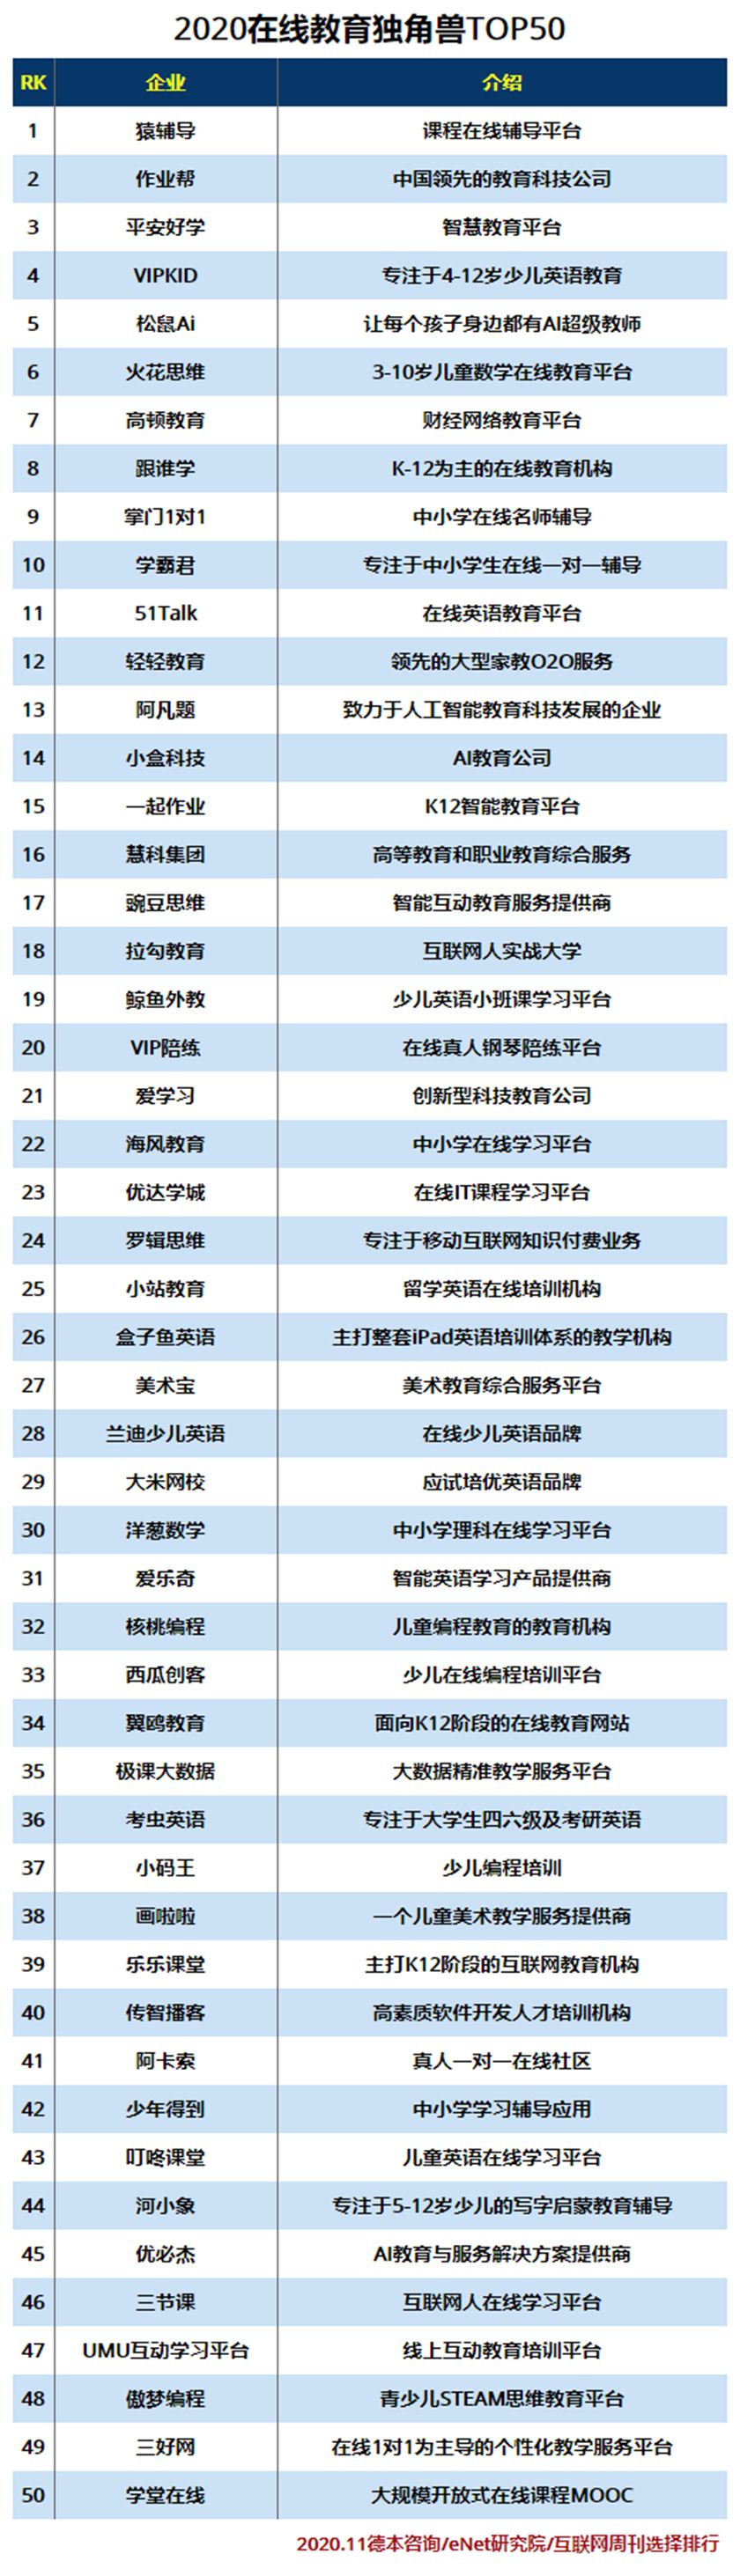 2020在线教育独角兽TOP50
RK 企业 介绍
1 猿辅导 课程在线辅导平台
2 作业帮 中国领先的教育科技公司
3 平安好学 智慧教育平台
4 VIPKID 专注于4-12岁少儿英语教育
5 松鼠Ai 让每个孩子身边都有AI超级教师
6 火花思维 3-10岁儿童数学在线教育平台
7 高顿教育 财经网络教育平台
8 跟谁学 K-12为主的在线教育机构
9 掌门1对1 中小学在线名师辅导
10 学霸君 专注于中小学生在线一对一辅导
11 51Talk 在线英语教育平台
12 轻轻教育 领先的大型家教O2O服务
13 阿凡题 致力于人工智能教育科技发展的企业
14 小盒科技 AI教育公司
15 一起作业 K12智能教育平台
16 慧科集团 高等教育和职业教育综合服务
17 豌豆思维 智能互动教育服务提供商
18 拉勾教育 互联网人实战大学
19 鲸鱼外教 少儿英语小班课学习平台
20 VIP陪练 在线真人钢琴陪练平台
21 爱学习 创新型科技教育公司
22 海风教育 中小学在线学习平台
23 优达学城 在线IT课程学习平台
24 罗辑思维 专注于移动互联网知识付费业务
25 小站教育 留学英语在线培训机构
26 盒子鱼英语 主打整套iPad英语培训体系的教学机构
27 美术宝 美术教育综合服务平台
28 兰迪少儿英语 在线少儿英语品牌
29 大米网校 应试培优英语品牌
30 洋葱数学 中小学理科在线学习平台
31 爱乐奇 智能英语学习产品提供商
32 核桃编程 儿童编程教育的教育机构
33 西瓜创客 少儿在线编程培训平台
34 翼鸥教育 面向K12阶段的在线教育网站
35 极课大数据 大数据精准教学服务平台
36 考虫英语 专注于大学生四六级及考研英语
37 小码王 少儿编程培训
38 画啦啦 一个儿童美术教学服务提供商
39 乐乐课堂 主打K12阶段的互联网教育机构
40 传智播客 高素质软件开发人才培训机构
41 阿卡索 真人一对一在线社区
42 少年得到 中小学学习辅导应用
43 叮咚课堂 儿童英语在线学习平台
44 河小象 专注于5-12岁少儿的写字启蒙教育辅导
45 优必杰 AI教育与服务解决方案提供商
46 三节课 互联网人在线学习平台
47 UMU互动学习平台 线上互动教育培训平台
48 傲梦编程 青少儿STEAM思维教育平台
49 三好网 在线1对1为主导的个性化教学服务平台
50 学堂在线 大规模开放式在线课程MOOC
2020.11德本咨询/eNet研究院/互联网周刊选择排行